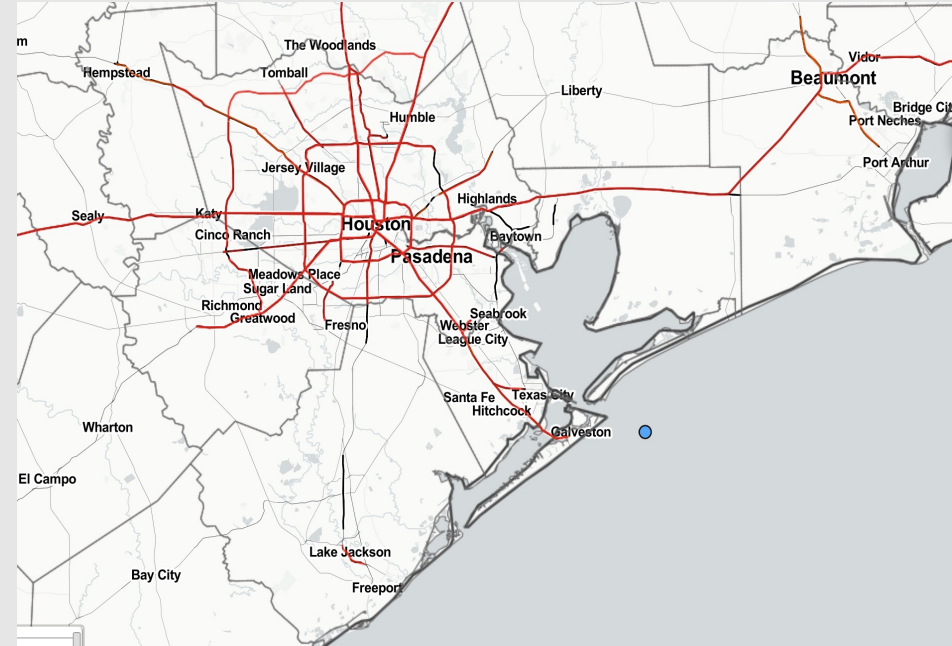 m
The Woodlands
Hempstead
Tomball
Liberty
Vidor
Beaumont
Humble
Bridge Cit
Port Neches
Port Arthur
Jersey Village
Highlands
Sealy
Katy
Houston
Cinco Ranch
Baytown
Pasadena
Meadows Place
Sugar Land
Richmond
Greatwood
Fresno
Seabrook
Webster
League City
Santa Fe
Texas City
Hitchcock
Galveston
Wharton
El Campo
Lake Jackson
Bay City
Freeport